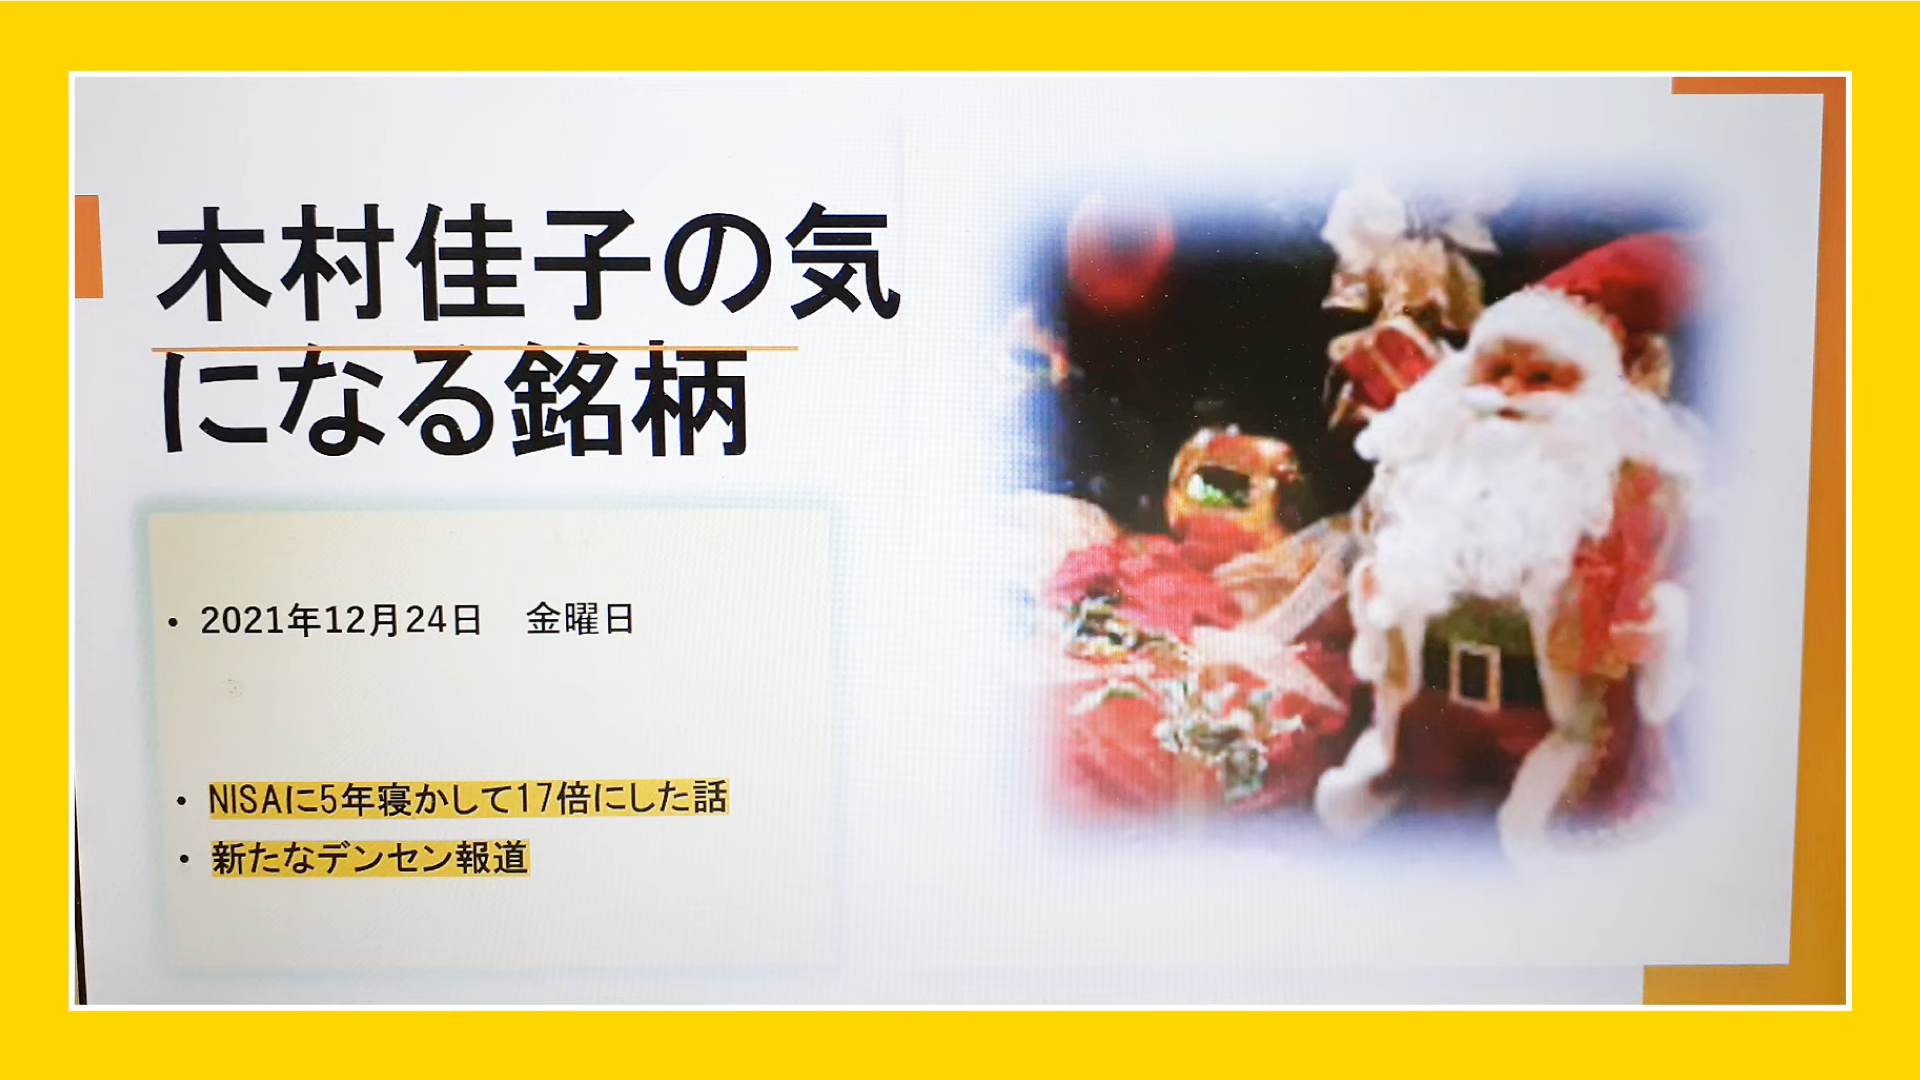 木村佳子の気
になる銘柄
• 2021年12月24日　金曜日
• NISAに5年寝かして17倍にした話
• 新たなデンセン報道